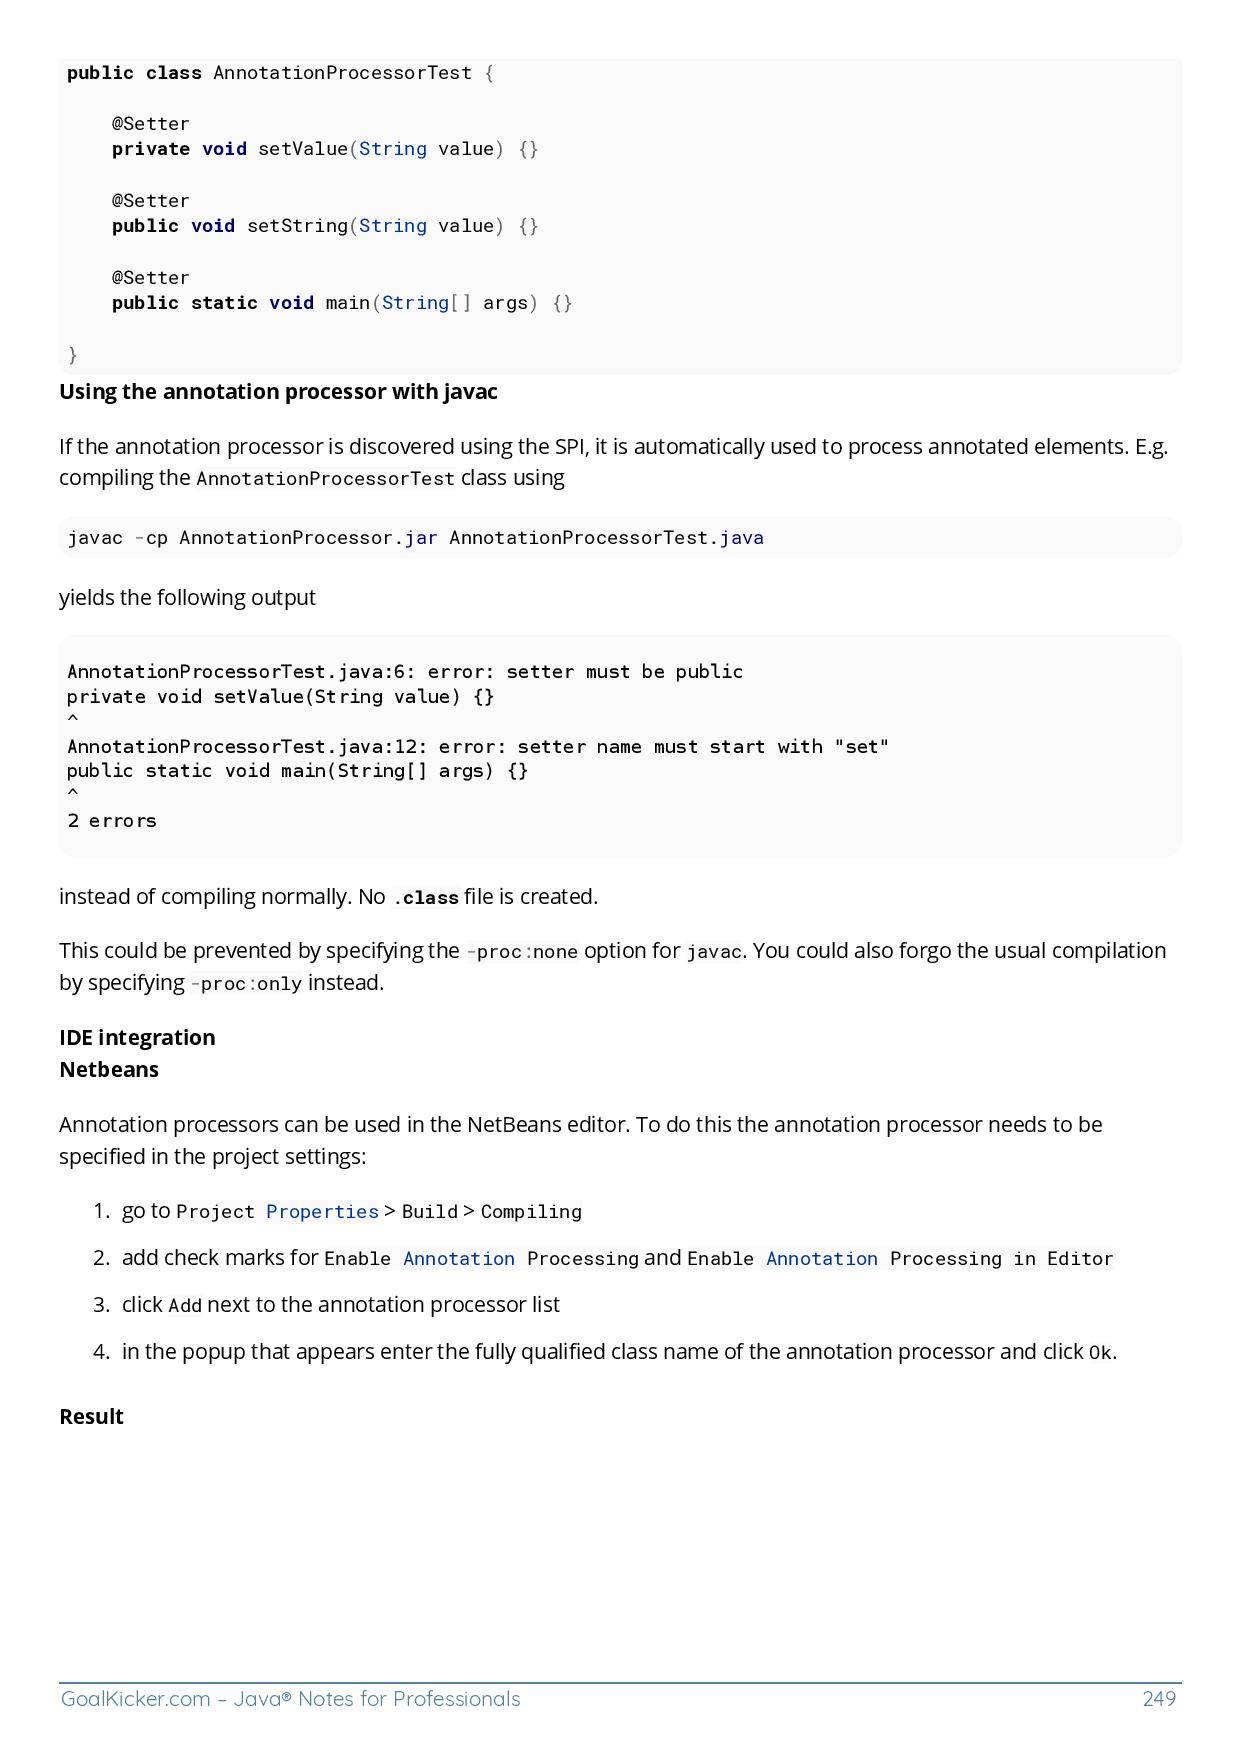 public class AnnotationProcessorTest {

    @Setter
    private void setValue(String value) {}

    @Setter
    public void setString(String value) {}

    @Setter
    public static void main(String[] args) {}

}
Using the annotation processor with javac
If the annotation processor is discovered using the SPI, it is automatically used to process annotated elements. E.g.
compiling the AnnotationProcessorTest class using
javac -cp AnnotationProcessor.jar AnnotationProcessorTest.java
yields the following output
AnnotationProcessorTest.java:6: error: setter must be public
private void setValue(String value) {}
^
AnnotationProcessorTest.java:12: error: setter name must start with "set"
public static void main(String[] args) {}
^
2 errors
instead of compiling normally. No .class file is created.
This could be prevented by specifying the -proc:none option for javac. You could also forgo the usual compilation
by specifying -proc:only instead.
IDE integration
Netbeans
Annotation processors can be used in the NetBeans editor. To do this the annotation processor needs to be
specified in the project settings:
1. go to Project Properties > Build > Compiling
2. add check marks for Enable Annotation Processing and Enable Annotation Processing in Editor
3. click Add next to the annotation processor list
4. in the popup that appears enter the fully qualified class name of the annotation processor and click Ok.
Result
GoalKicker.com – Java® Notes for Professionals 249